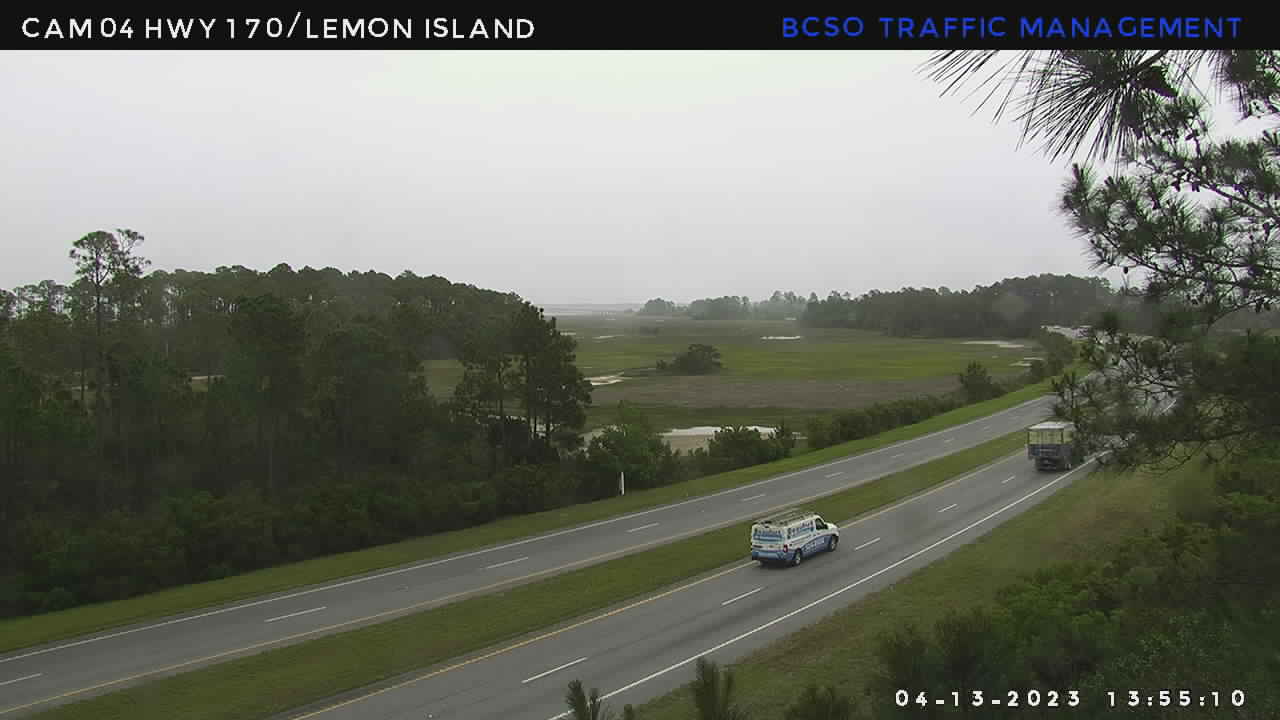 CAM04 HWY 170/LEMON ISLAND
BCSO TRAFFIC MANAGEMENT
04-13-2023 13:55:10